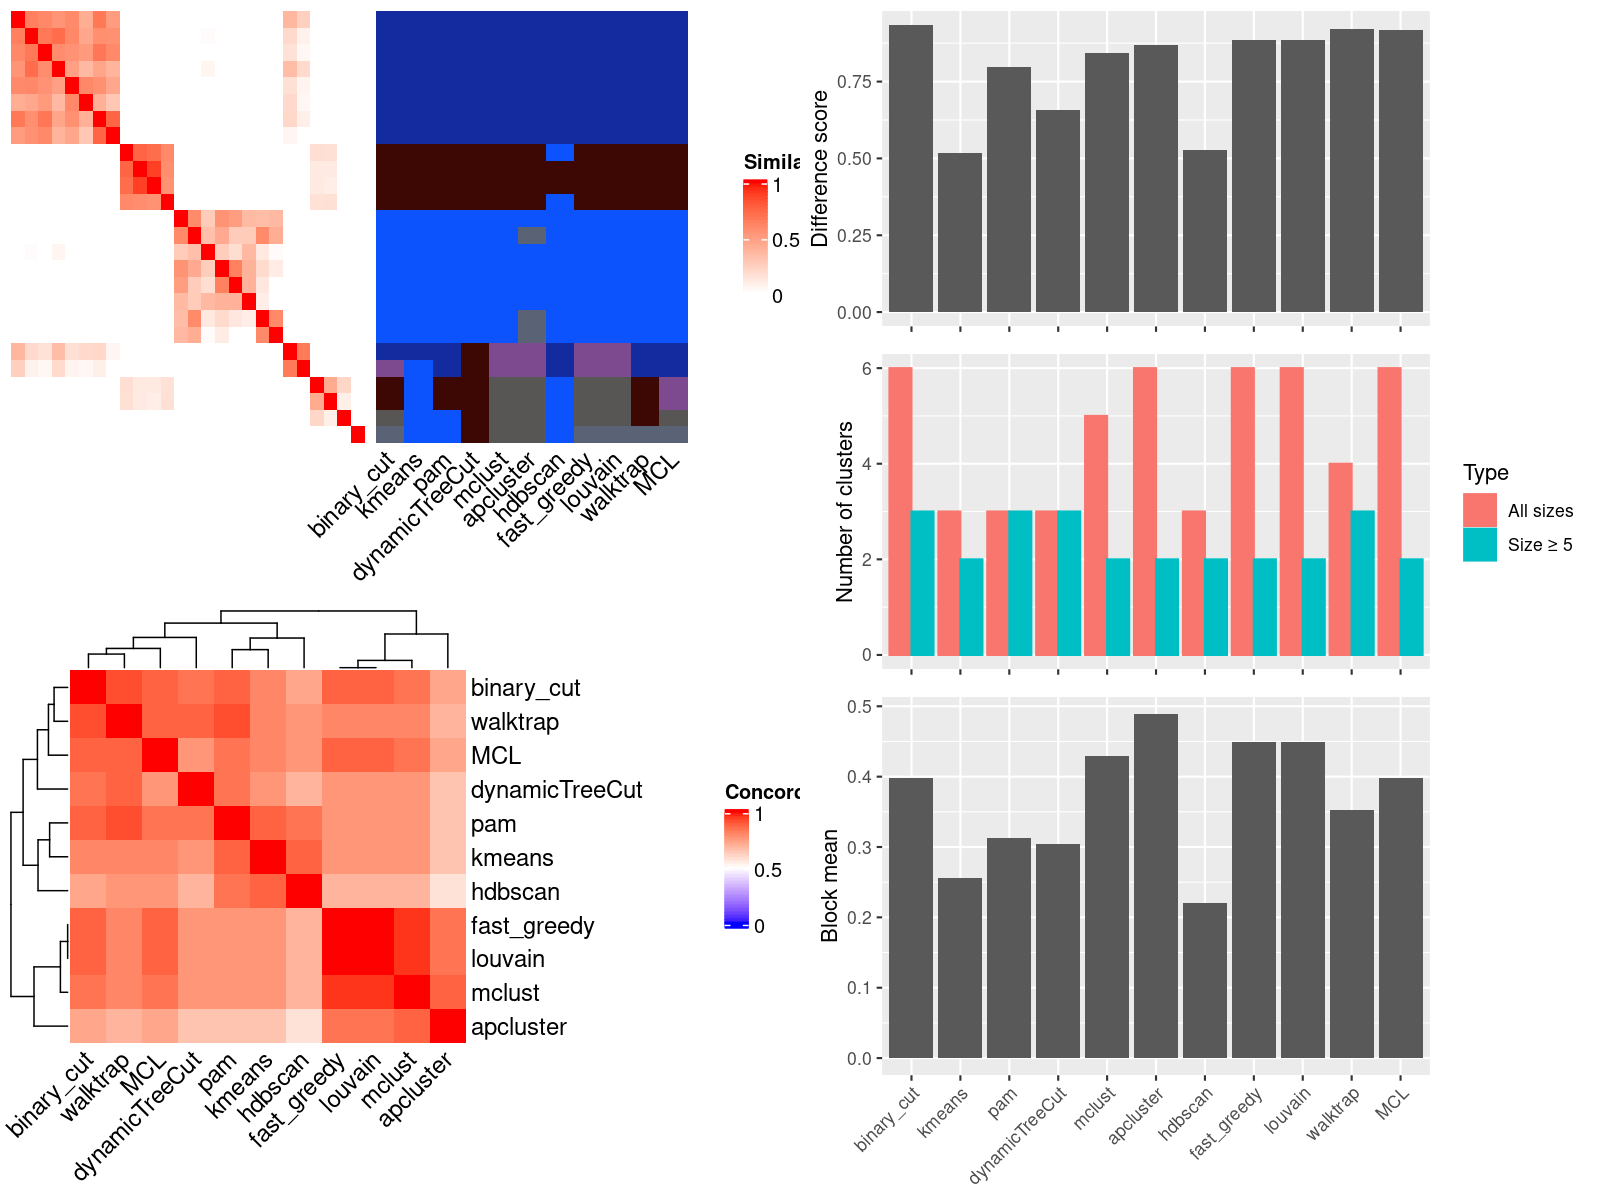 Simila
1
0.5
0
binary_cut
kmeans
pam
dynamicTreeCut
mclust
apcluster
hdbscan
fast_greedy
louvain
walktrap
MCL
binary_cut
walktrap
MCL
dynamicTreeCut
pam
kmeans
hdbscan
fast_greedy
louvain
mclust
apcluster
Concord
1
0.5
0
binary_cut
walktrap
MCL
dynamicTreeCut
pam
kmeans
hdbscan
fast_greedy
louvain
mclust
apcluster
Difference score
0.75
0.50
0.25
0.00
Number of clusters
6
4
2
0
Type
All sizes
Size ≥ 5
Block mean
0.5
0.4
0.3
0.2
0.1
0.0
binary_cut
kmeans
pam
dynamicTreeCut
mclust
apcluster
hdbscan
fast_greedy
louvain
walktrap
MCL